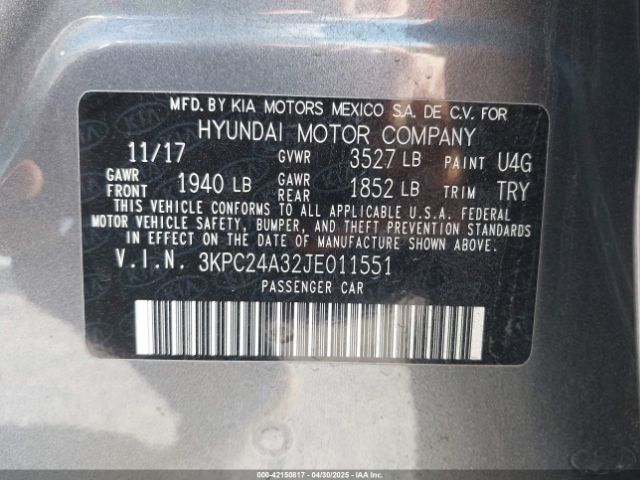 MFD. BY KIA MOTORS MEXICO S.A. DE C.V. FOR
HYUNDAI MOTOR COMPANY
11/17 GVWR 3527 LB PAINT U4G
GAWR FRONT 1940 LB GAWR REAR 1852 LB TRIM TRY
THIS VEHICLE CONFORMS TO ALL APPLICABLE U.S.A. FEDERAL
MOTOR VEHICLE SAFETY, BUMPER, AND THEFT PREVENTION STANDARDS
IN EFFECT ON THE DATE OF MANUFACTURE SHOWN ABOVE.
V.I.N. 3KPC24A32JE011551
PASSENGER CAR
000-42150817 - 04/30/2025 - IAAI.COM